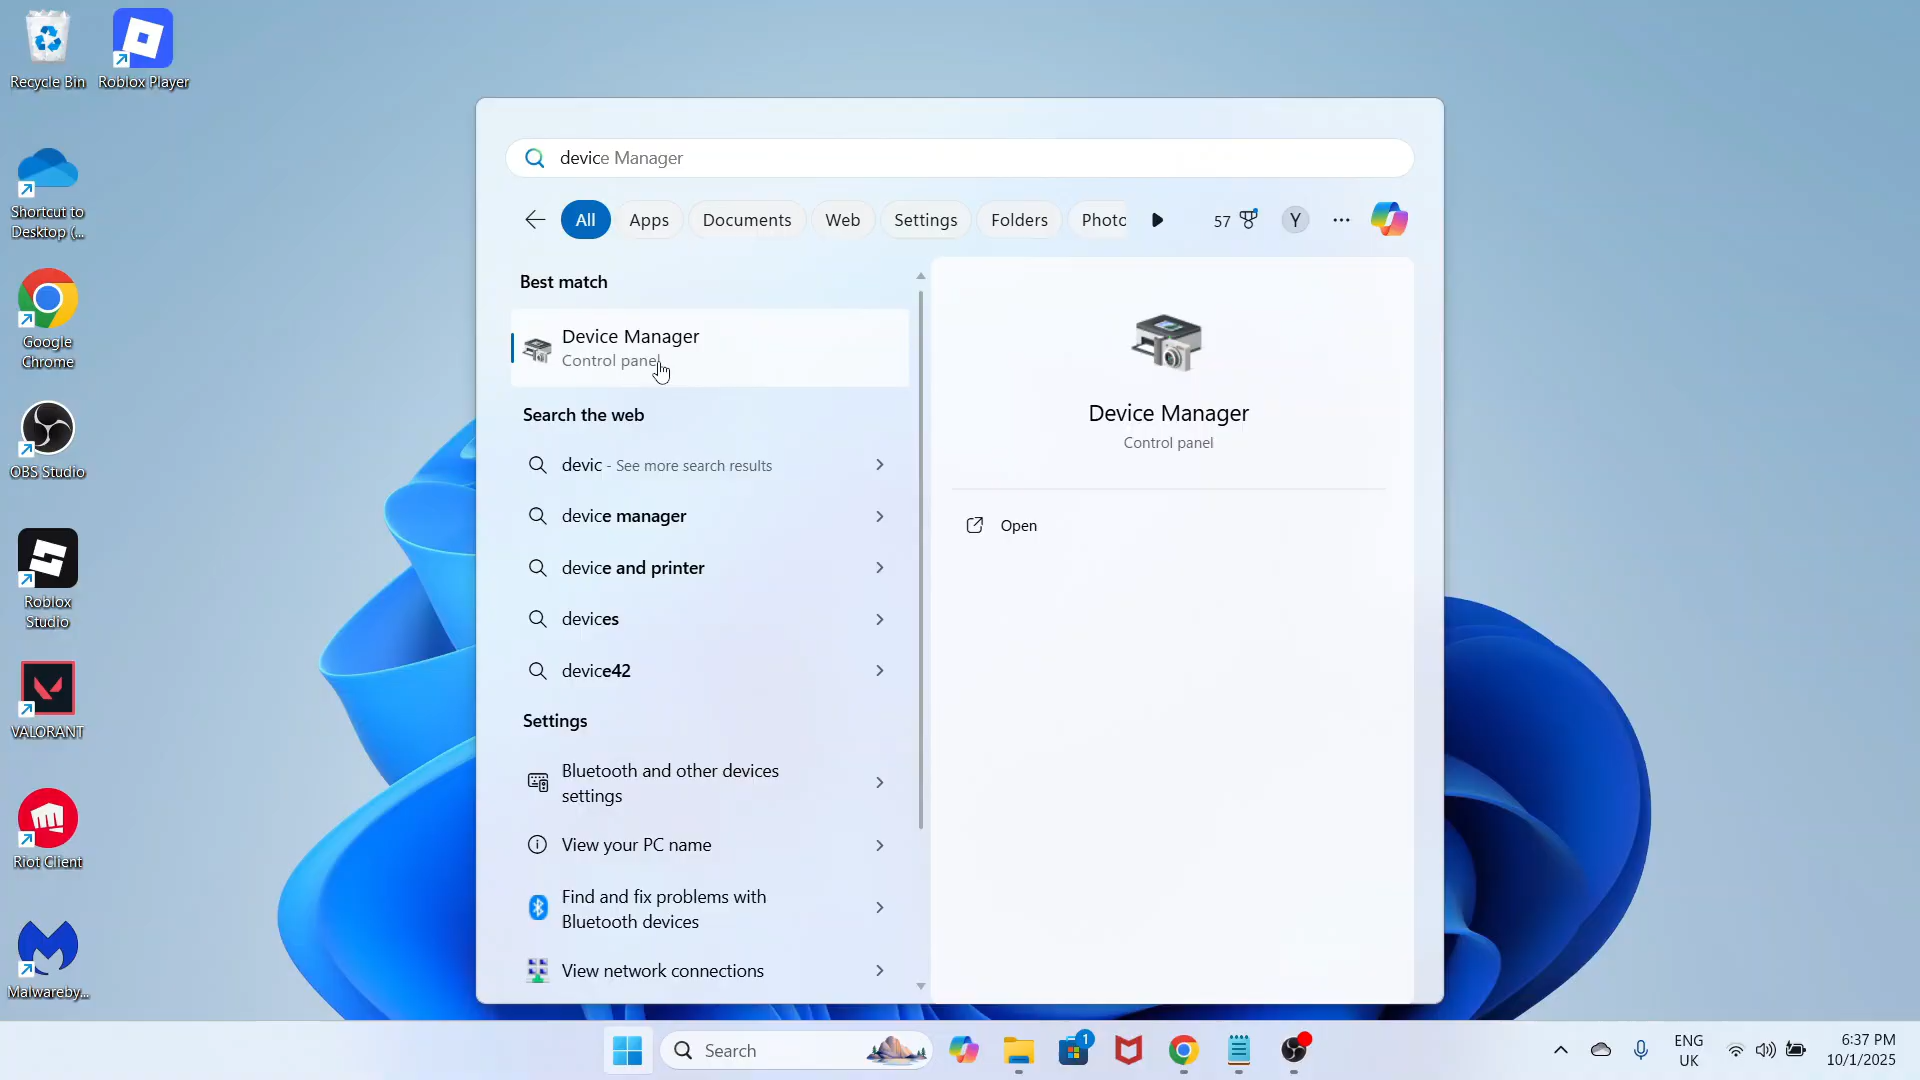 Recycle Bin
Roblox Player
Shortcut to
Desktop (...
Google
Chrome
OBS Studio
Roblox
Studio
VALORANT
Riot Client
Malwareby...
device Manager
All
Apps
Documents
Web
Settings
Folders
Photo
57
Y
Best match
Device Manager
Control panel
Search the web
devic - See more search results
device manager
device and printer
devices
device42
Settings
Bluetooth and other devices
settings
View your PC name
Find and fix problems with
Bluetooth devices
View network connections
Device Manager
Control panel
Open
Search
1
ENG
UK
6:37 PM
10/1/2025